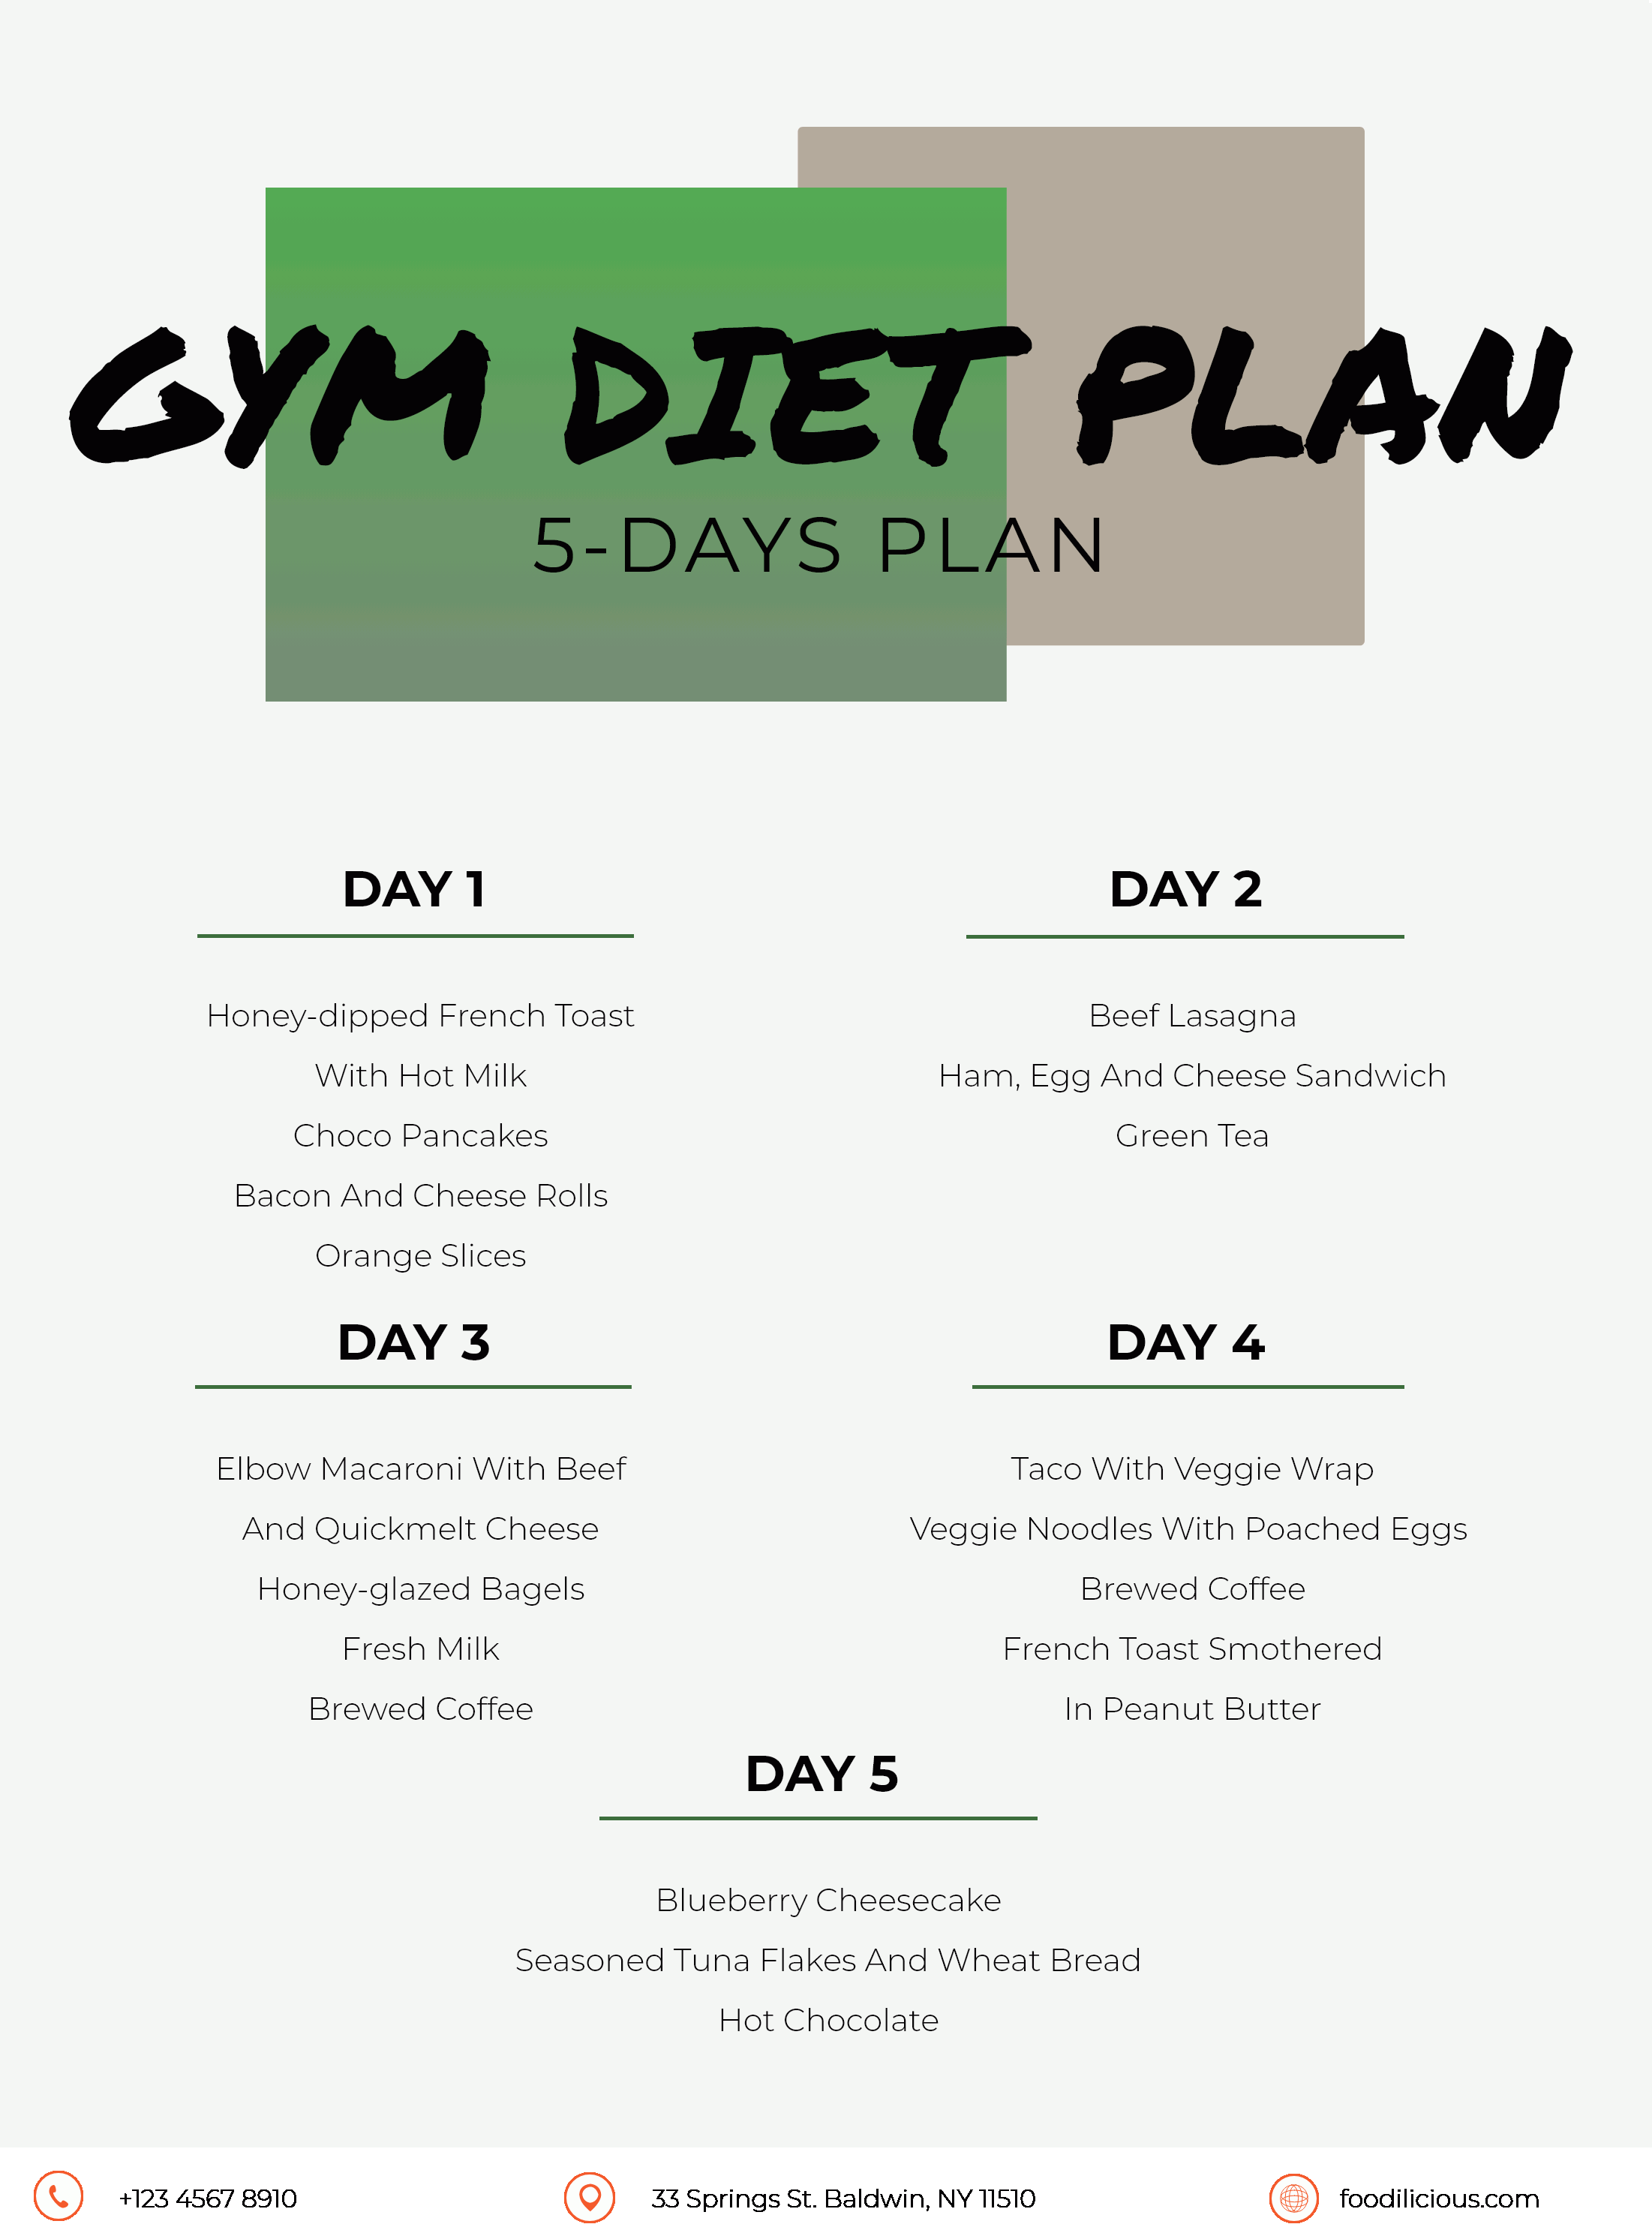 GYM DIET PLAN
5-DAYS PLAN
DAY 1
Honey-dipped French Toast
With Hot Milk
Choco Pancakes
Bacon And Cheese Rolls
Orange Slices
DAY 2
Beef Lasagna
Ham, Egg And Cheese Sandwich
Green Tea
DAY 3
Elbow Macaroni With Beef
And Quickmelt Cheese
Honey-glazed Bagels
Fresh Milk
Brewed Coffee
DAY 4
Taco With Veggie Wrap
Veggie Noodles With Poached Eggs
Brewed Coffee
French Toast Smothered
In Peanut Butter
DAY 5
Blueberry Cheesecake
Seasoned Tuna Flakes And Wheat Bread
Hot Chocolate
+123 4567 8910
33 Springs St. Baldwin, NY 11510
foodilicious.com